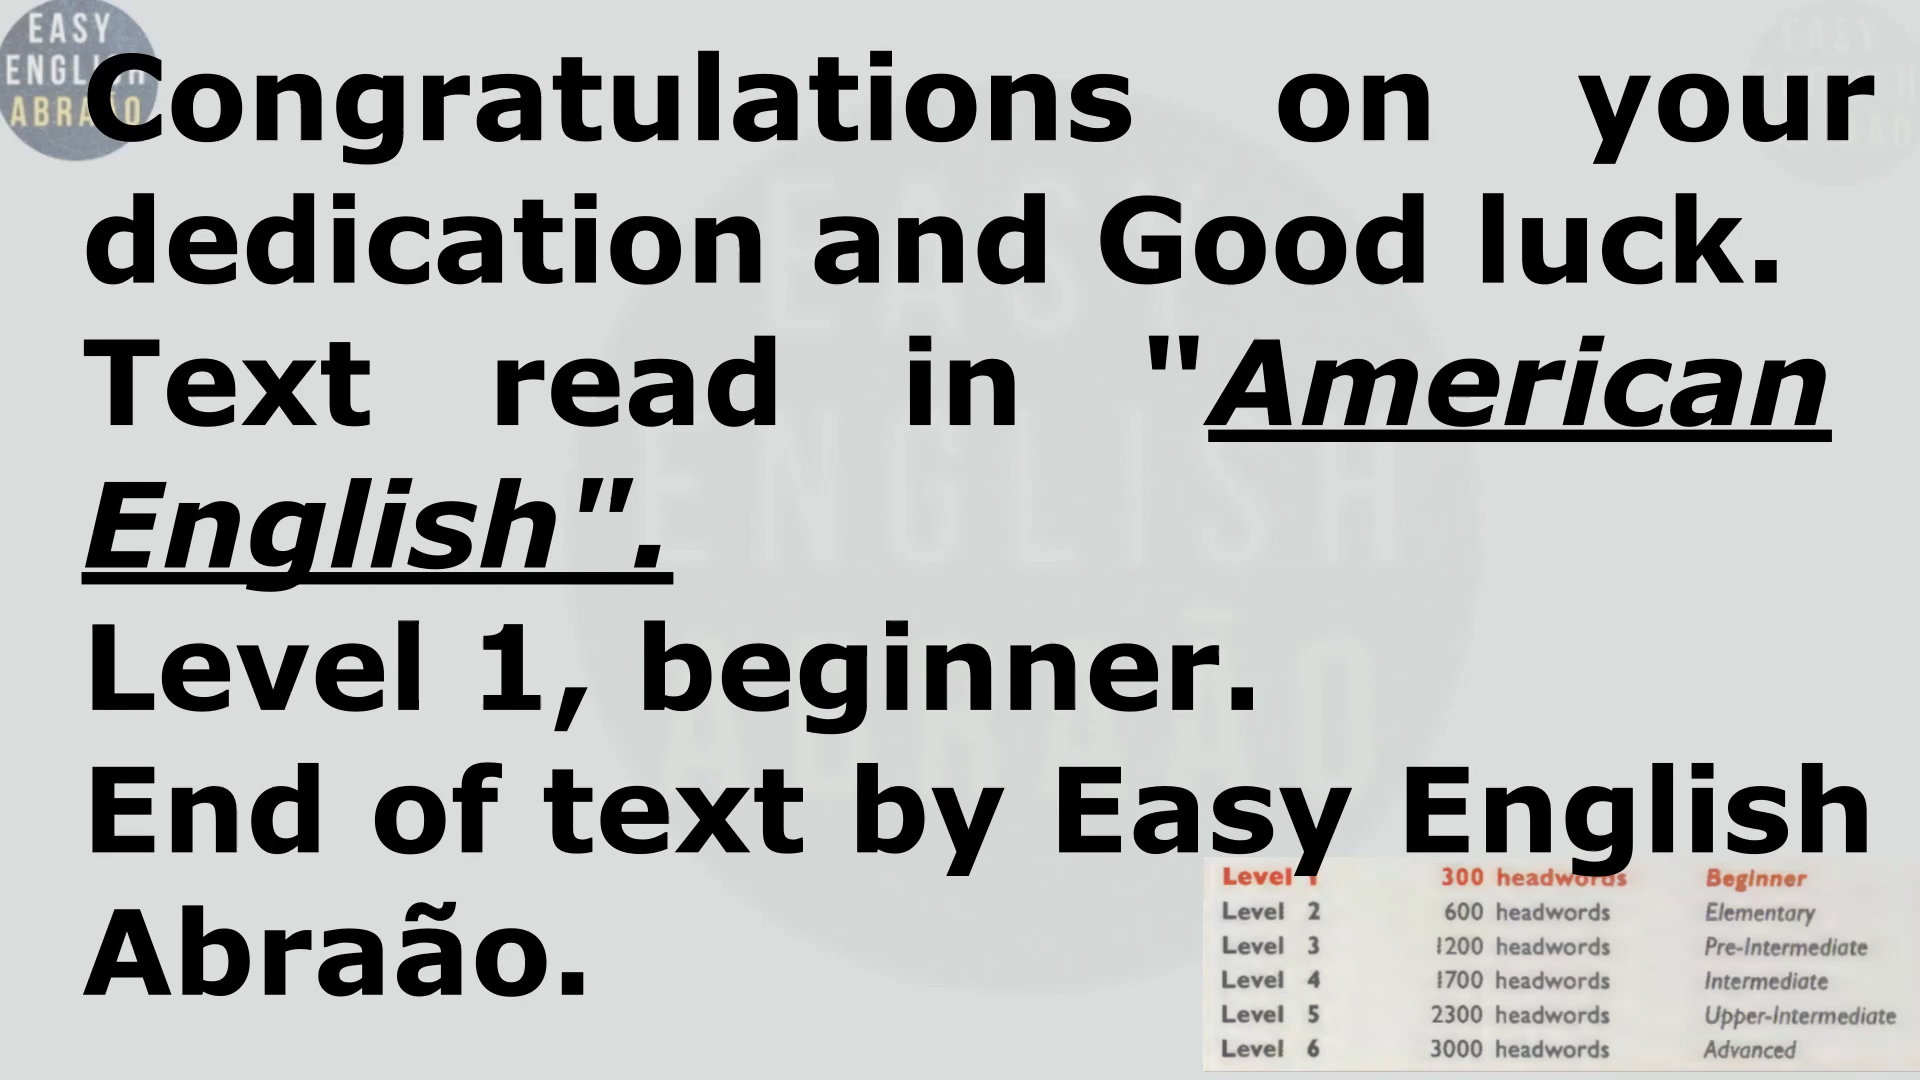 EASY
ENGLISH
ABRAÃO
Congratulations on your
dedication and Good luck.
Text read in "American
English".
Level 1, beginner.
End of text by Easy English
Abraão.
Level 1 300 headwords Beginner
Level 2 600 headwords Elementary
Level 3 1200 headwords Pre-Intermediate
Level 4 1700 headwords Intermediate
Level 5 2300 headwords Upper-Intermediate
Level 6 3000 headwords Advanced
EASY
ENGLISH
ABRAÃO